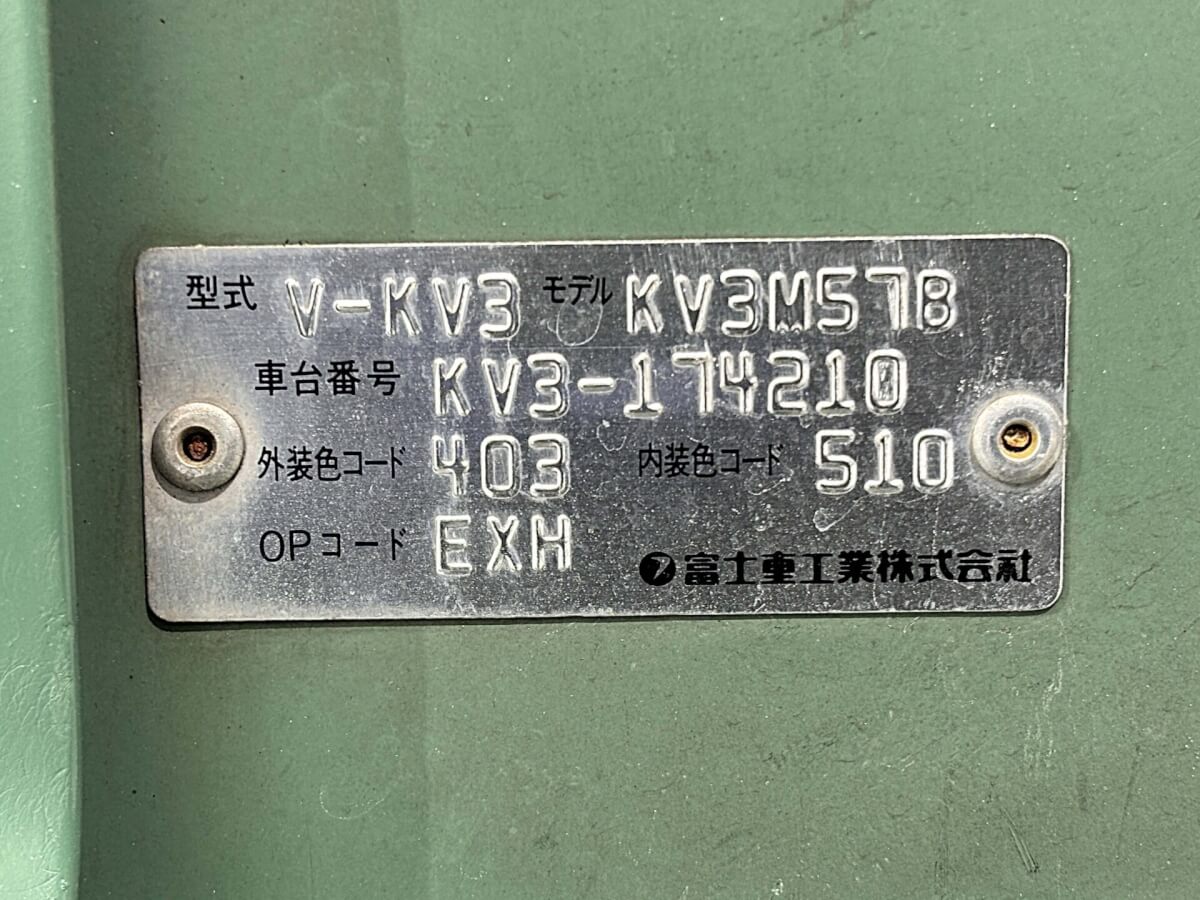 型式 V-KV3 モデル KV3M57B
車台番号 KV3-174210
外装色コード 403 内装色コード 510
OPコード EXH
フ 富士重工業株式会社